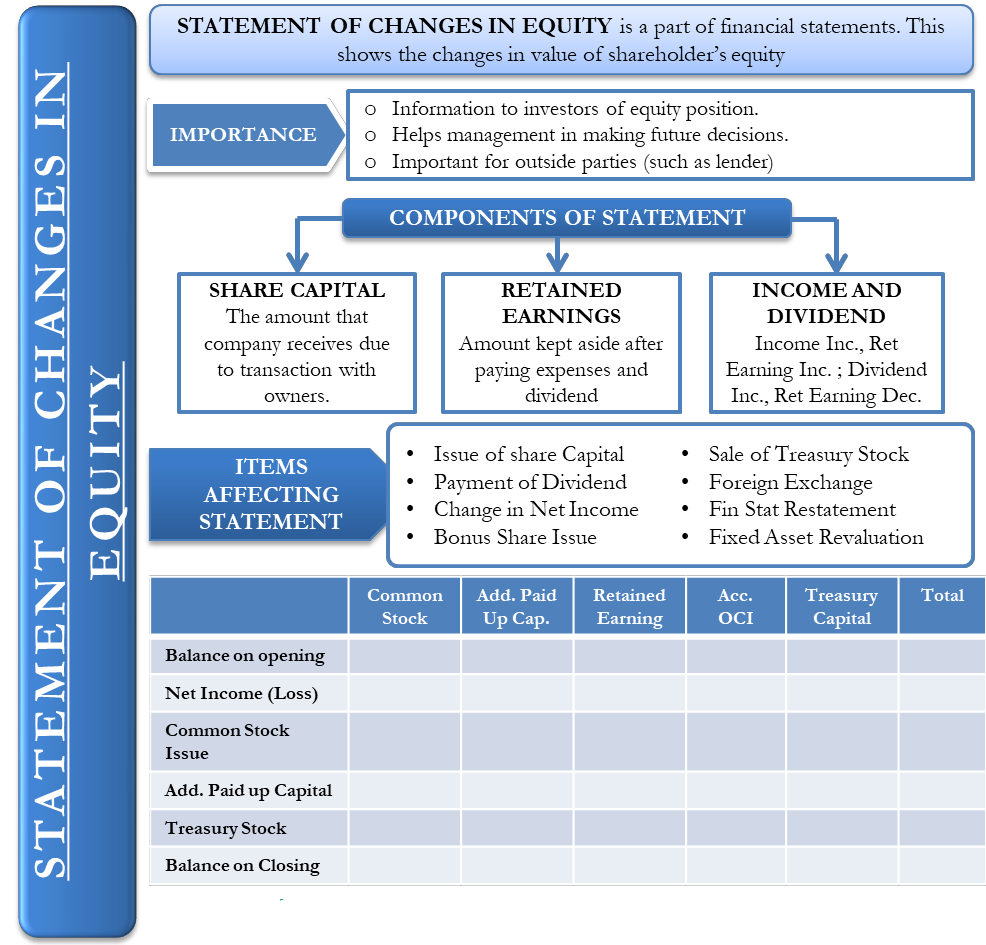 STATEMENT OF CHANGES IN
EQUITY
STATEMENT OF CHANGES IN EQUITY is a part of financial statements. This
shows the changes in value of shareholder’s equity
IMPORTANCE
o Information to investors of equity position.
o Helps management in making future decisions.
o Important for outside parties (such as lender)
COMPONENTS OF STATEMENT
SHARE CAPITAL
The amount that
company receives due
to transaction with
owners.
RETAINED
EARNINGS
Amount kept aside after
paying expenses and
dividend
INCOME AND
DIVIDEND
Income Inc., Ret
Earning Inc. ; Dividend
Inc., Ret Earning Dec.
ITEMS
AFFECTING
STATEMENT
• Issue of share Capital
• Payment of Dividend
• Change in Net Income
• Bonus Share Issue
• Sale of Treasury Stock
• Foreign Exchange
• Fin Stat Restatement
• Fixed Asset Revaluation
Common
Stock
Add. Paid
Up Cap.
Retained
Earning
Acc.
OCI
Treasury
Capital
Total
Balance on opening
Net Income (Loss)
Common Stock
Issue
Add. Paid up Capital
Treasury Stock
Balance on Closing